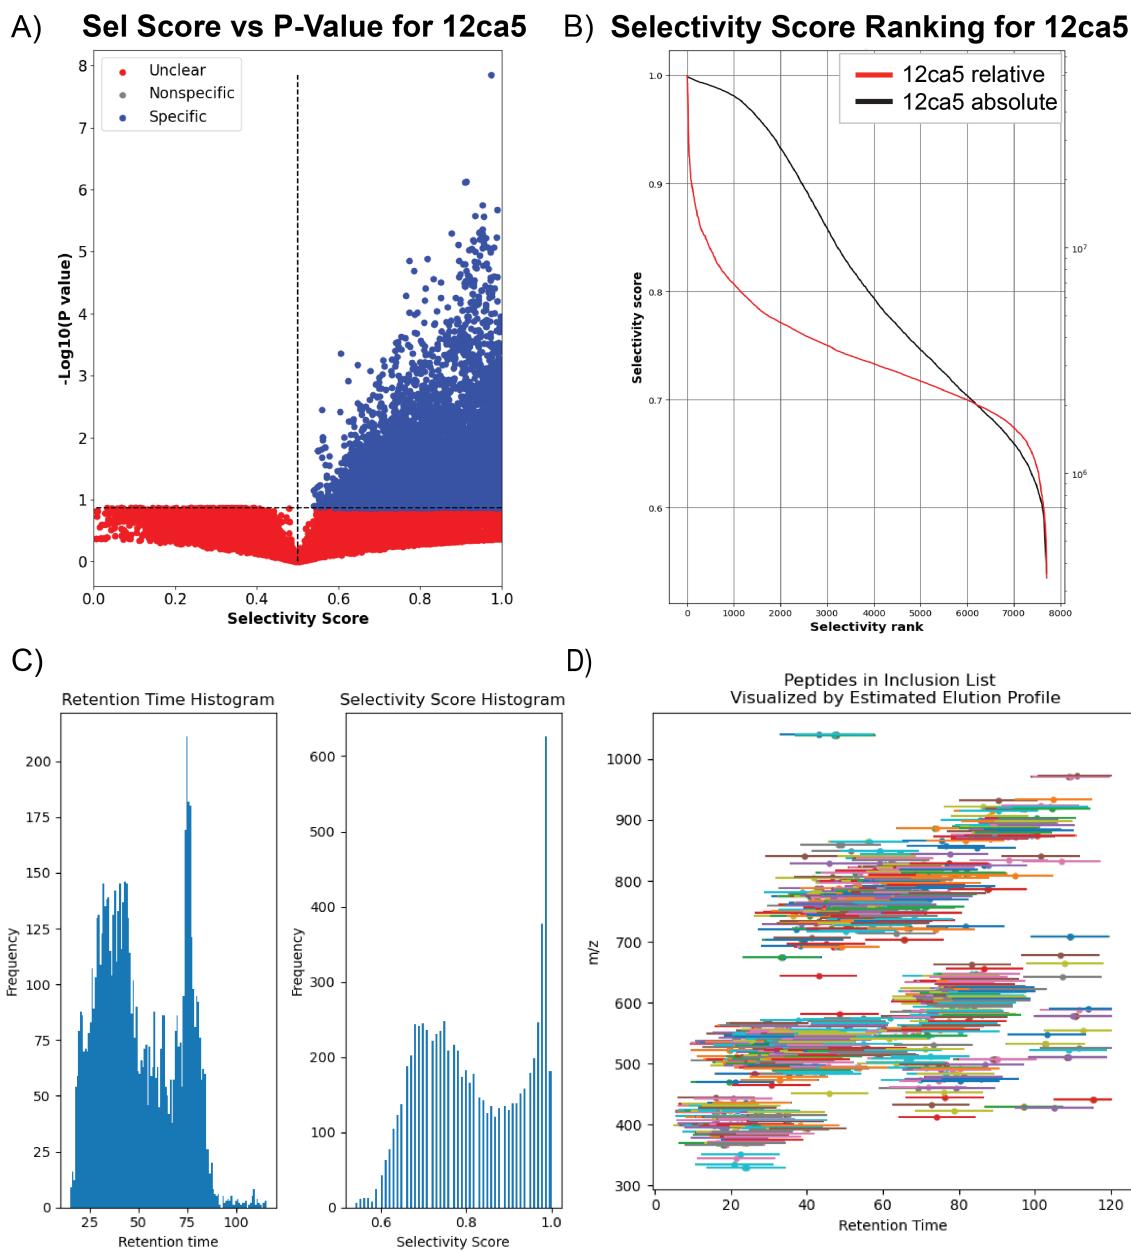 A) Sel Score vs P-Value for 12ca5
8
7
6
5
4
3
2
1
0
-Log10(P value)
Unclear
Nonspecific
Specific
0.0 0.2 0.4 0.6 0.8 1.0
Selectivity Score
B) Selectivity Score Ranking for 12ca5
12ca5 relative
12ca5 absolute
1.0
0.9
0.8
0.7
0.6
Selectivity score
10⁷
10⁶
0 1000 2000 3000 4000 5000 6000 7000 8000
Selectivity rank
C)
Retention Time Histogram
200
175
150
125
100
75
50
25
0
Frequency
25 50 75 100
Retention time
Selectivity Score Histogram
600
500
400
300
200
100
0
Frequency
0.6 0.8 1.0
Selectivity Score
D)
Peptides in Inclusion List
Visualized by Estimated Elution Profile
1000
900
800
700
600
500
400
300
m/z
0 20 40 60 80 100 120
Retention Time